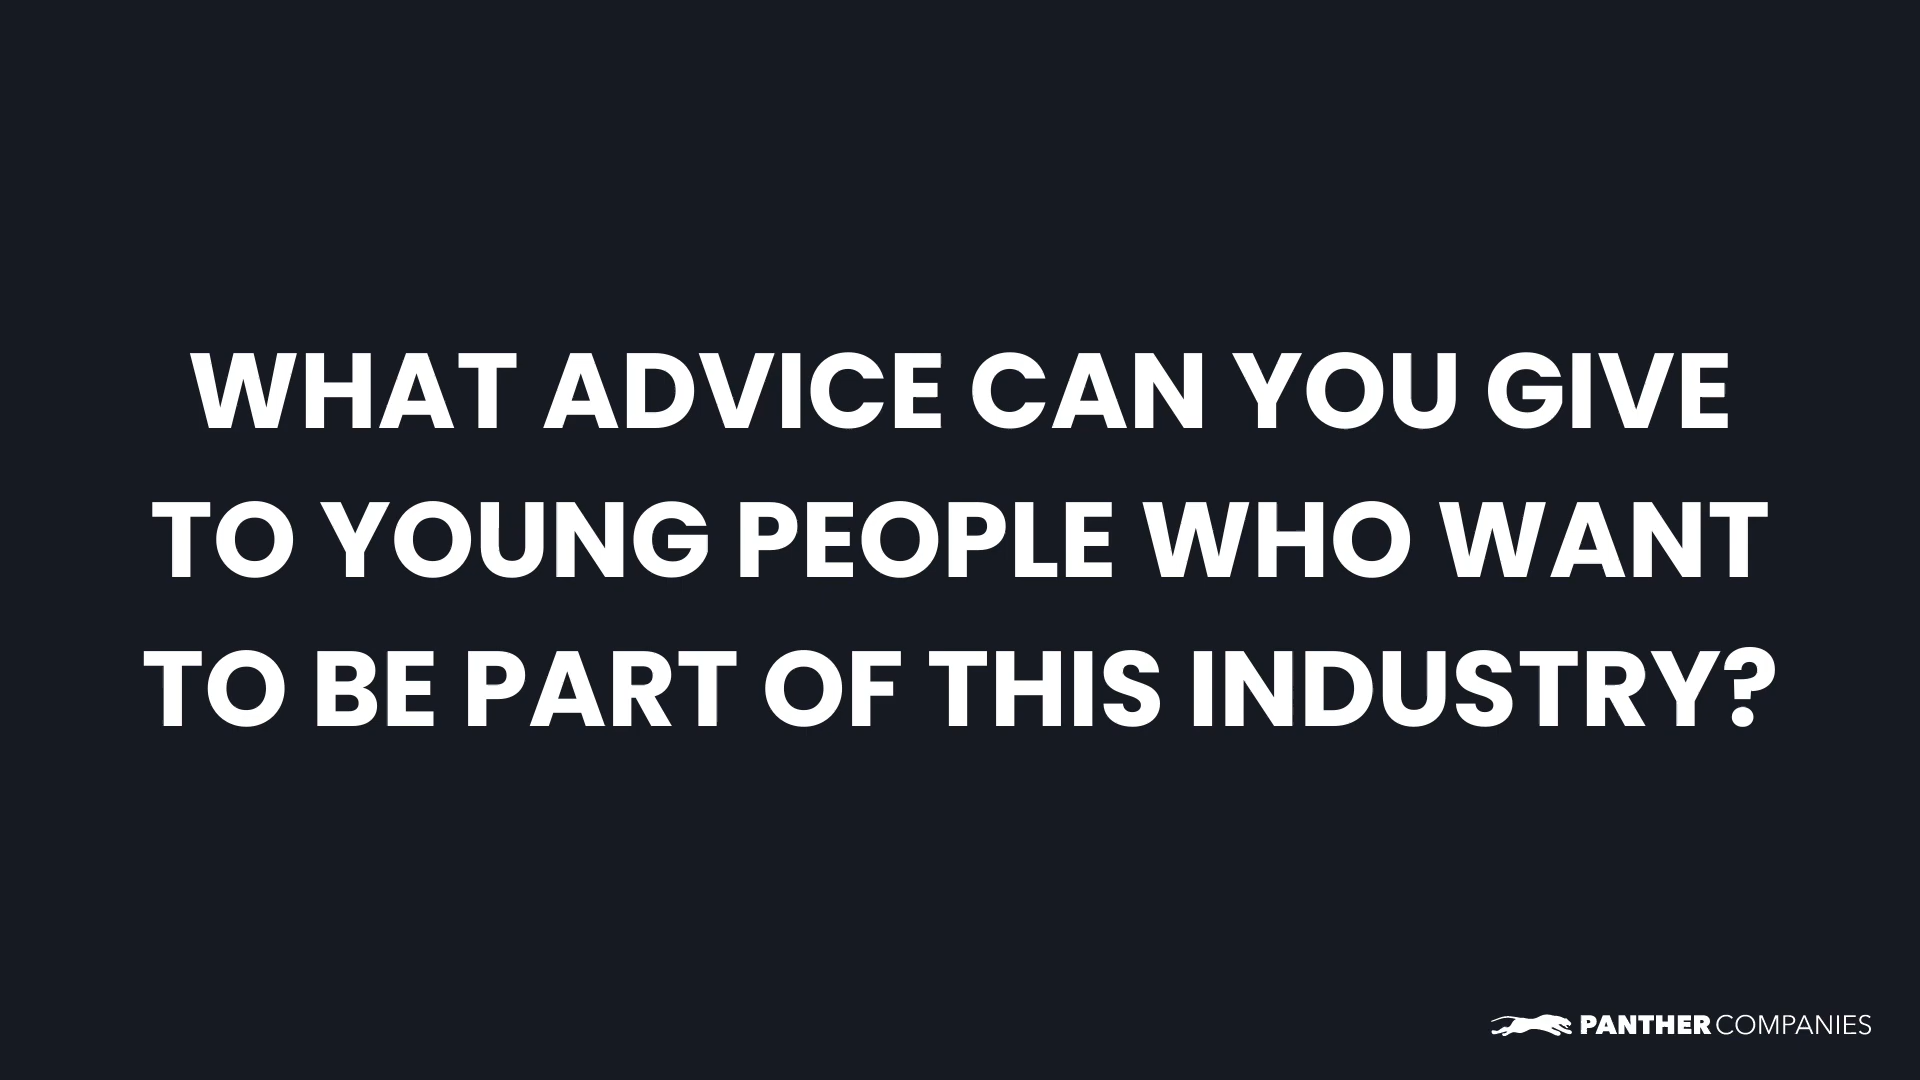 WHAT ADVICE CAN YOU GIVE
TO YOUNG PEOPLE WHO WANT
TO BE PART OF THIS INDUSTRY?
PANTHER COMPANIES